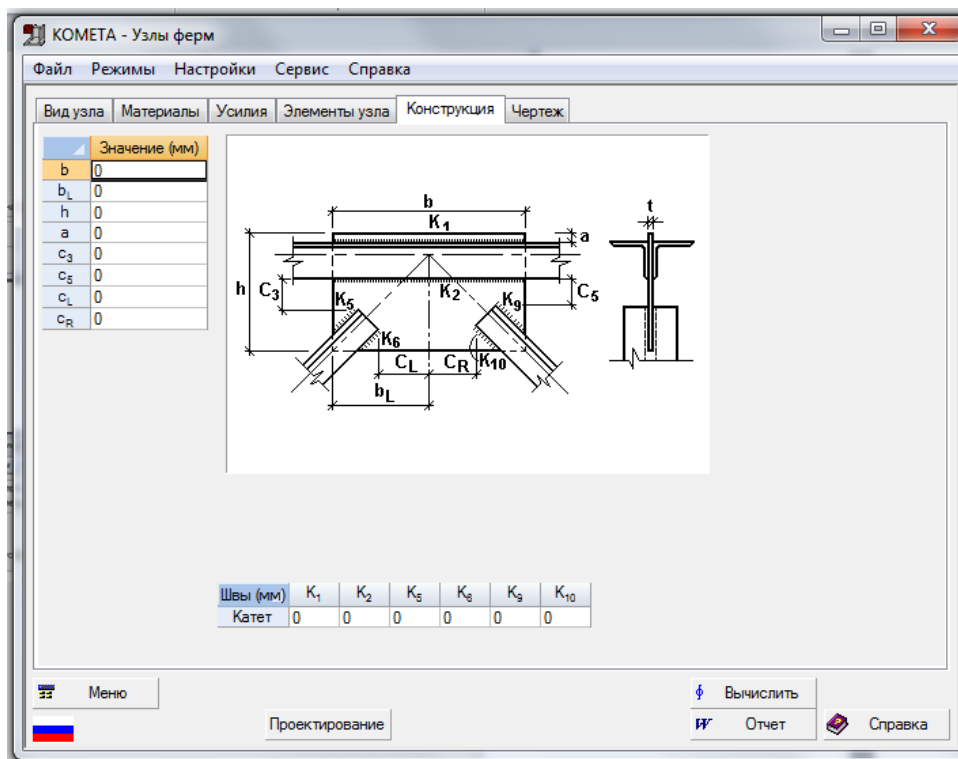 КОМЕТА - Узлы ферм
Файл Режимы Настройки Сервис Справка
Вид узла Материалы Усилия Элементы узла Конструкция Чертеж
Значение (мм)
b 0
bL 0
h 0
a 0
c3 0
c5 0
cL 0
cR 0
b
K1
t
a
h
C3
K5
K2
K9
C5
K6
CL
CR
K10
bL
Швы (мм) K1 K2 K5 K6 K9 K10
Катет 0 0 0 0 0 0
Меню
Вычислить
Проектирование
W Отчет
Справка